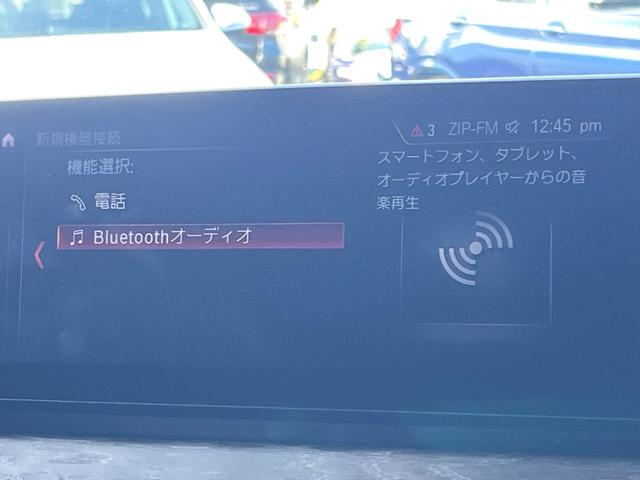 新規機器接続
3 ZIP-FM 12:45 pm
機能選択:
電話
Bluetoothオーディオ
スマートフォン、タブレット、
オーディオプレイヤーからの音
楽再生